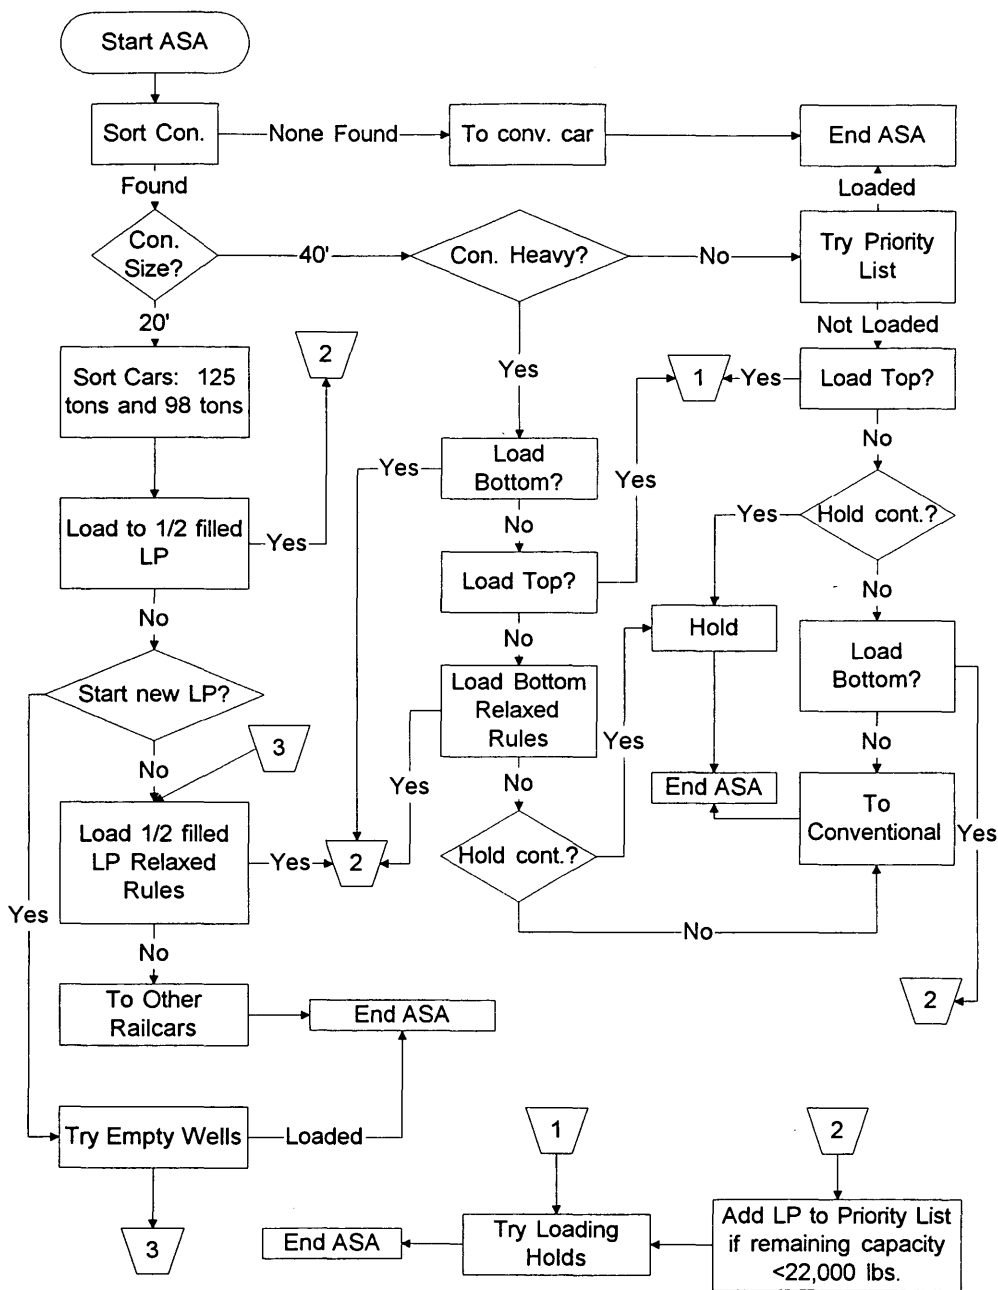 Start ASA
Sort Con.
None Found
To conv. car
End ASA
Found
Loaded
Con.
Size?
40'
Con. Heavy?
No
Try Priority
List
20'
Not Loaded
Sort Cars: 125
tons and 98 tons
2
Yes
1
Yes
Load Top?
Load to 1/2 filled
LP
Yes
Yes
Load
Bottom?
Yes
No
Hold cont.?
Yes
No
Load Top?
No
No
Hold
Load
Bottom?
Start new LP?
No
Load Bottom
Relaxed
Rules
Yes
No
3
No
Yes
No
End ASA
To
Conventional
Yes
Load 1/2 filled
LP Relaxed
Rules
Yes
2
Hold cont.?
Yes
No
No
To Other
Railcars
End ASA
2
Try Empty Wells
Loaded
1
2
3
End ASA
Try Loading
Holds
Add LP to Priority List
if remaining capacity
<22,000 lbs.